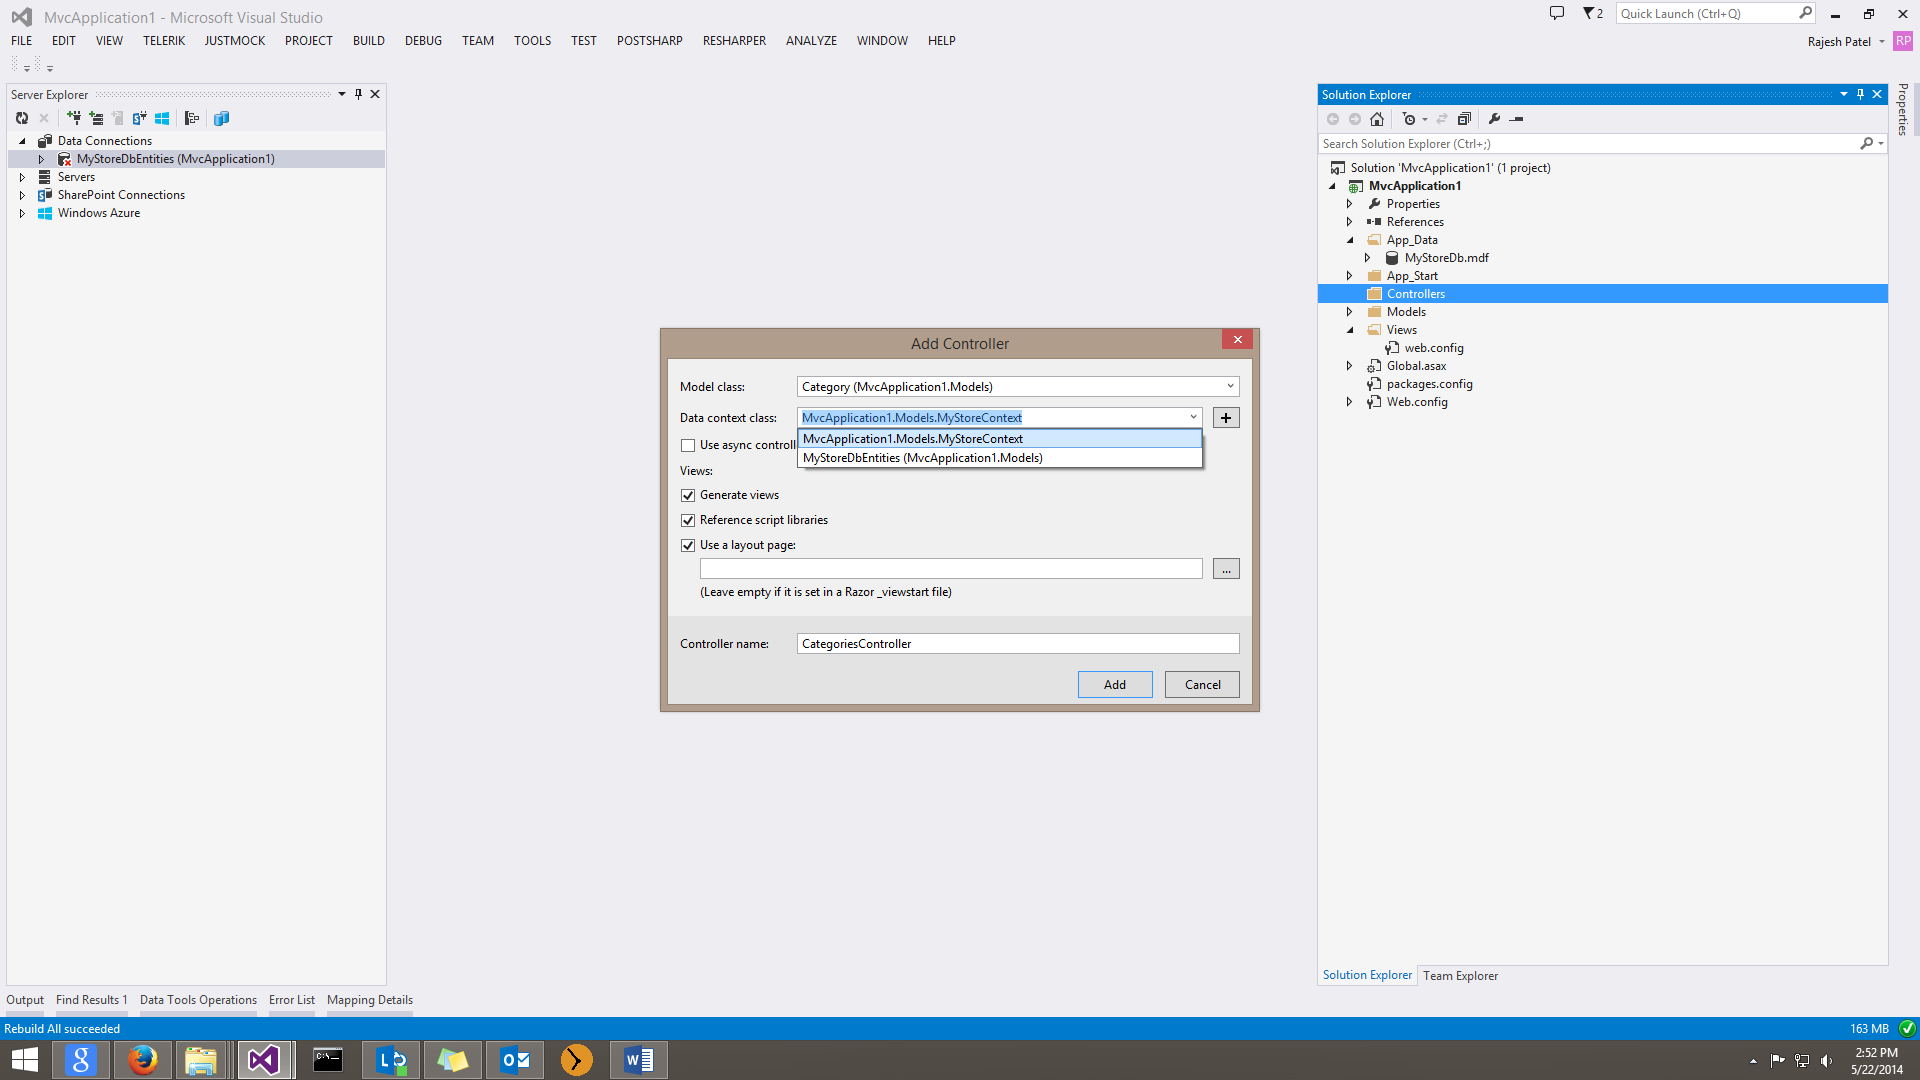 MvcApplication1 - Microsoft Visual Studio
2
Quick Launch (Ctrl+Q)
FILE EDIT VIEW TELERIK JUSTMOCK PROJECT BUILD DEBUG TEAM TOOLS TEST POSTSHARP RESHARPER ANALYZE WINDOW HELP
Rajesh Patel RP
Server Explorer
Data Connections
MyStoreDbEntities (MvcApplication1)
Servers
SharePoint Connections
Windows Azure
Add Controller
Model class: Category (MvcApplication1.Models)
Data context class: MvcApplication1.Models.MyStoreContext
MvcApplication1.Models.MyStoreContext
MyStoreDbEntities (MvcApplication1.Models)
Use async controll
Views:
Generate views
Reference script libraries
Use a layout page:
...
(Leave empty if it is set in a Razor _viewstart file)
Controller name: CategoriesController
Add Cancel
Solution Explorer
Search Solution Explorer (Ctrl+;)
Solution 'MvcApplication1' (1 project)
MvcApplication1
Properties
References
App_Data
MyStoreDb.mdf
App_Start
Controllers
Models
Views
web.config
Global.asax
packages.config
Web.config
Properties
Solution Explorer Team Explorer
Output Find Results 1 Data Tools Operations Error List Mapping Details
Rebuild All succeeded
163 MB
2:52 PM
5/22/2014